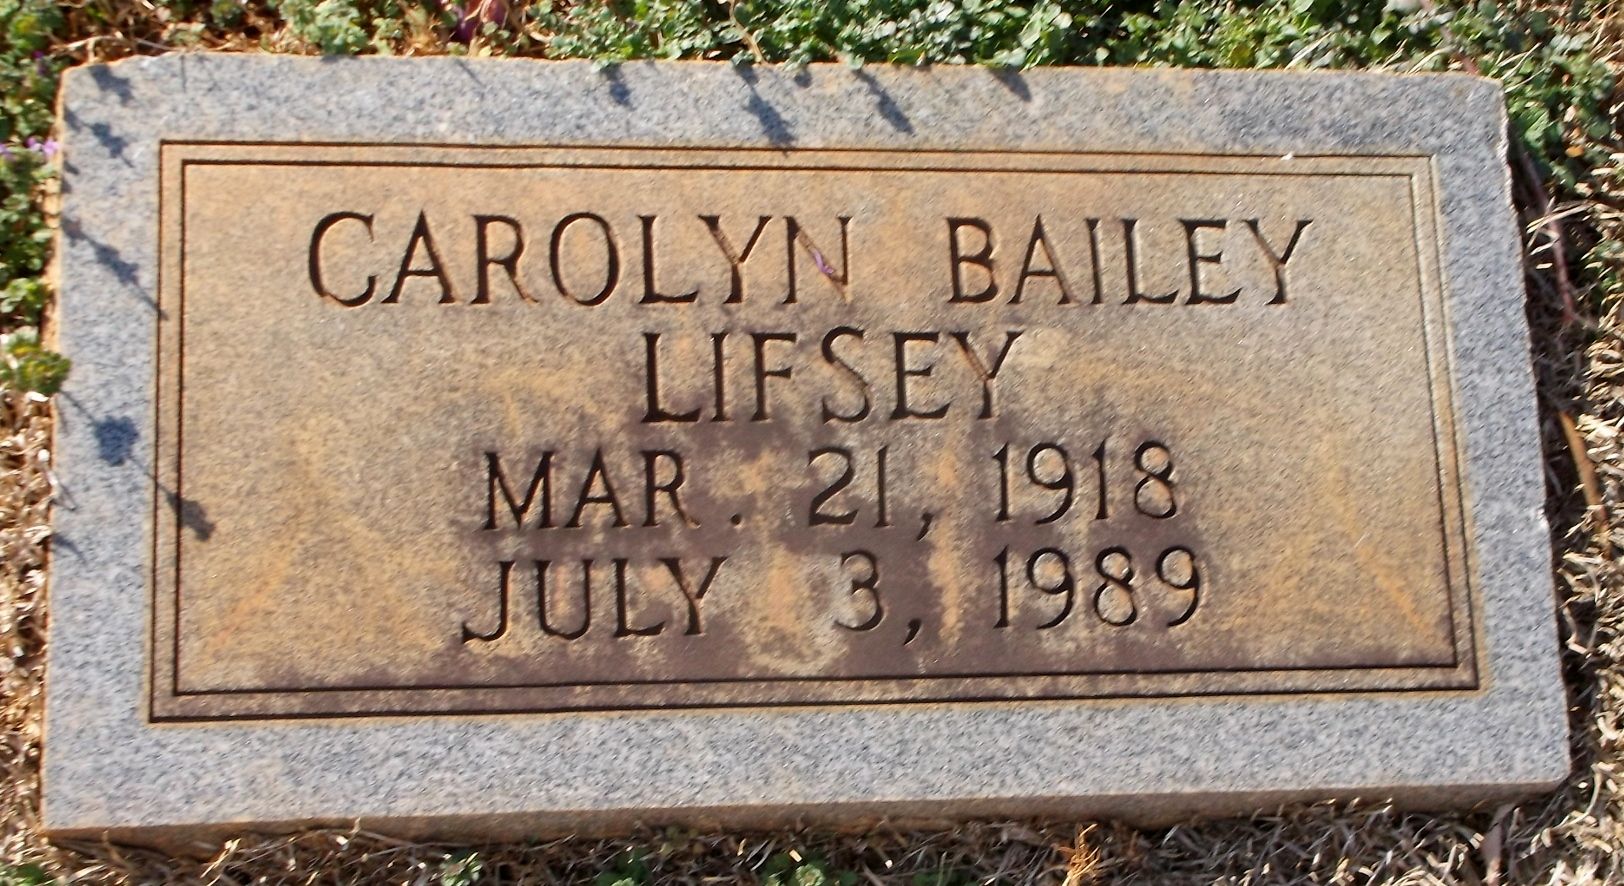 CAROLYN BAILEY
LIFSEY
MAR. 21, 1918
JULY 3, 1989